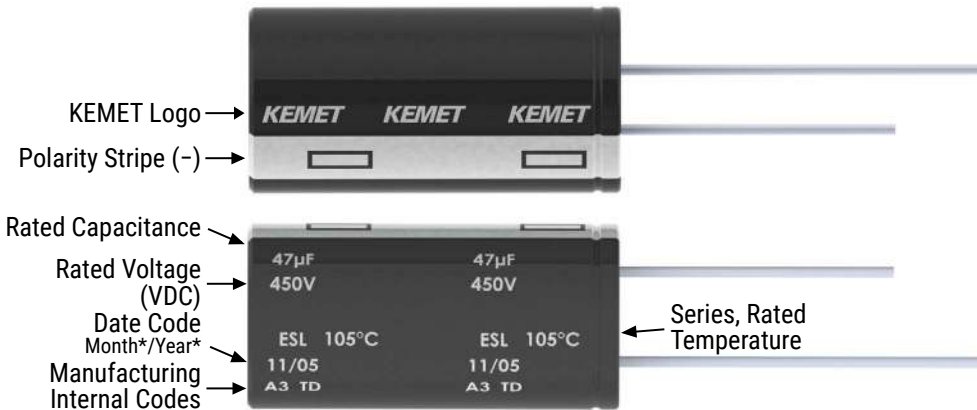 KEMET Logo
KEMET KEMET KEMET
Polarity Stripe (−)
Rated Capacitance
47µF 47µF
Rated Voltage
(VDC)
450V 450V
Date Code
Month*/Year*
ESL 105°C ESL 105°C
11/05 11/05
Manufacturing
Internal Codes
A3 TD A3 TD
Series, Rated
Temperature